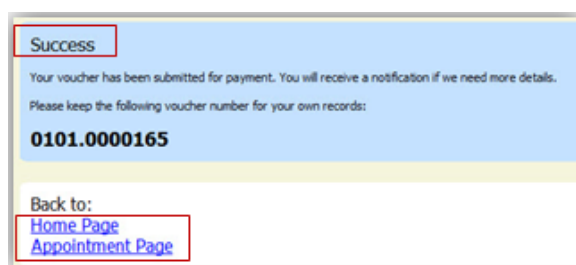 Success
Your voucher has been submitted for payment. You will receive a notification if we need more details.
Please keep the following voucher number for your own records:
0101.0000165
Back to:
Home Page
Appointment Page